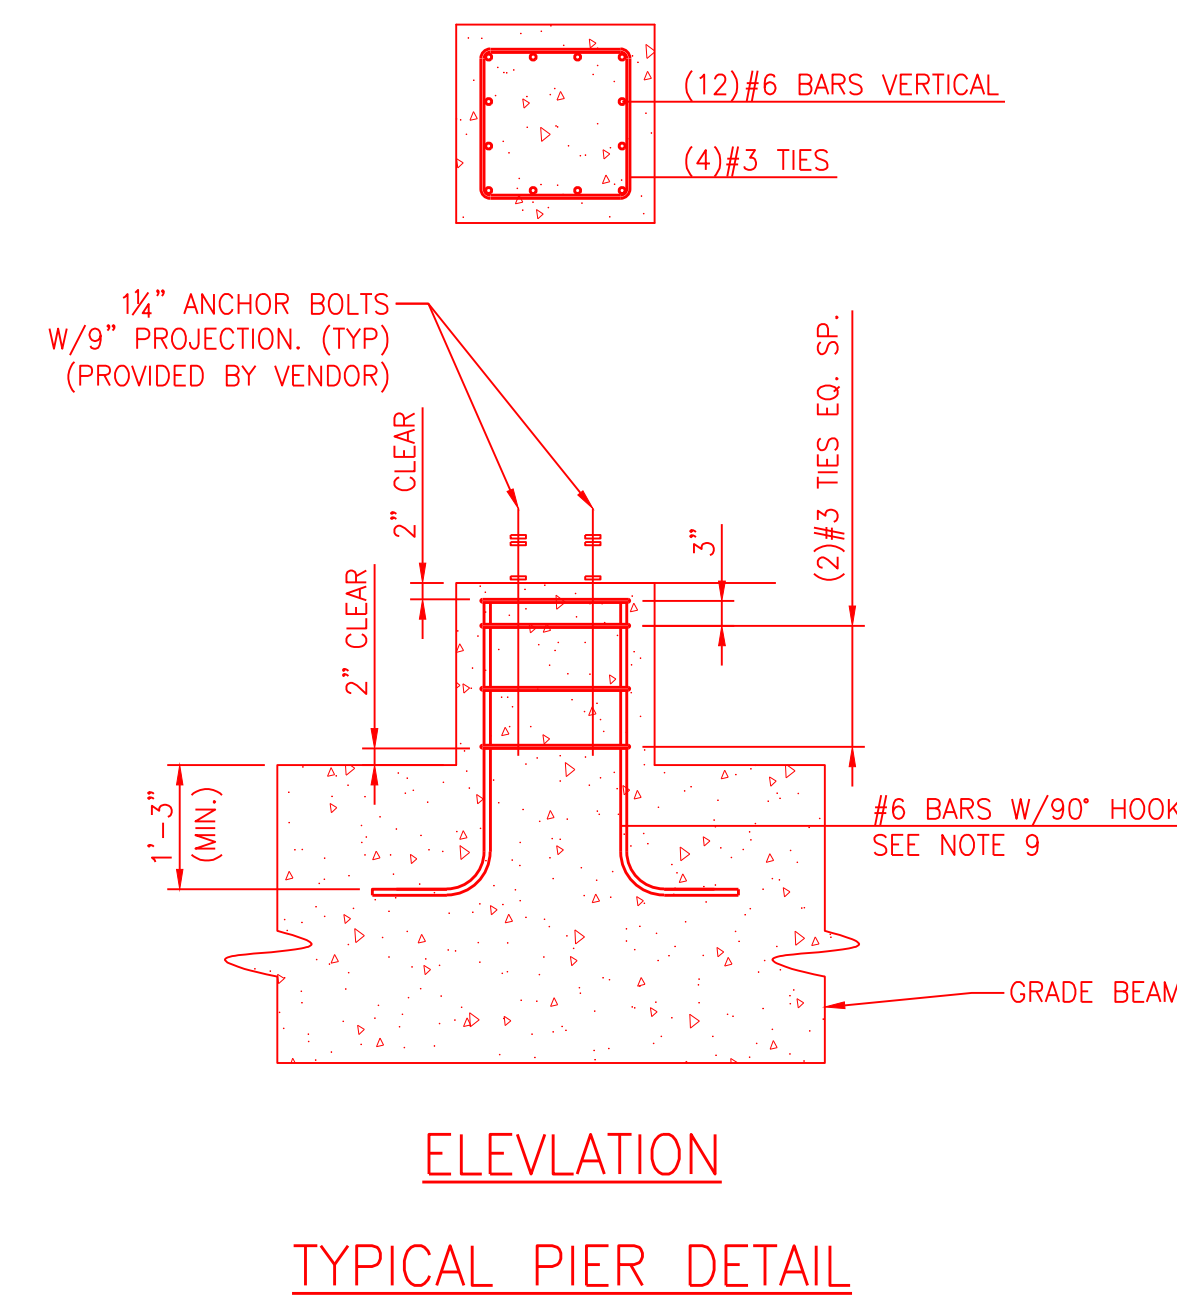 (12)#6 BARS VERTICAL
(4)#3 TIES
1¼" ANCHOR BOLTS
W/9" PROJECTION. (TYP)
(PROVIDED BY VENDOR)
2" CLEAR
2" CLEAR
3"
(2)#3 TIES EQ. SP.
1'-3"
(MIN.)
#6 BARS W/90° HOOK
SEE NOTE 9
GRADE BEAM
ELEVLATION
TYPICAL PIER DETAIL